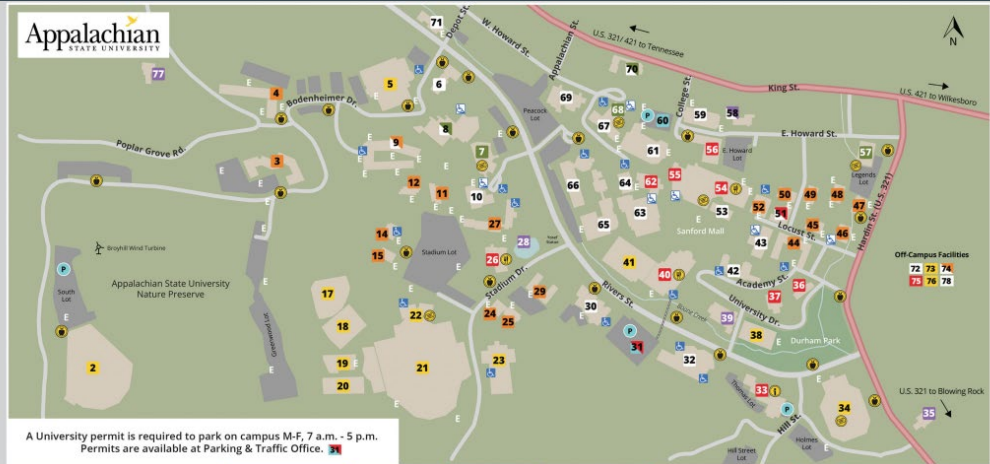 Appalachian
STATE UNIVERSITY
71
Depot St.
W. Howard St.
Appalachian St.
U.S. 321/ 421 to Tennessee
N
77
4
5
6
69
70
College St.
King St.
U.S. 421 to Wilkesboro
Bodenheimer Dr.
Peacock
Lot
68
67
P
60
59
58
E. Howard St.
Poplar Grove Rd.
9
8
7
61
56
E. Howard
Lot
57
Legends
Lot
3
12
11
10
66
64
62
55
54
50
49
48
47
52
51
63
53
65
Sanford Mall
Locust St.
45
46
44
43
Hardin St. (U.S. 321)
14
15
27
28
Stadium Lot
26
41
40
42
Academy St.
36
37
Off-Campus Facilities
72 73 74
75 76 78
Broyhill Wind Turbine
P
South
Lot
Appalachian State University
Nature Preserve
Greenwood Lot
17
18
22
Stadium Dr.
29
24
25
30
Rivers St.
Boone Creek
University Dr.
39
38
Durham Park
P
31
2
19
20
21
23
32
33
Thomas Lot
P
Hill St.
34
Holmes
Lot
Hill Street
Lot
U.S. 321 to Blowing Rock
35
A University permit is required to park on campus M-F, 7 a.m. - 5 p.m.
Permits are available at Parking & Traffic Office. 31